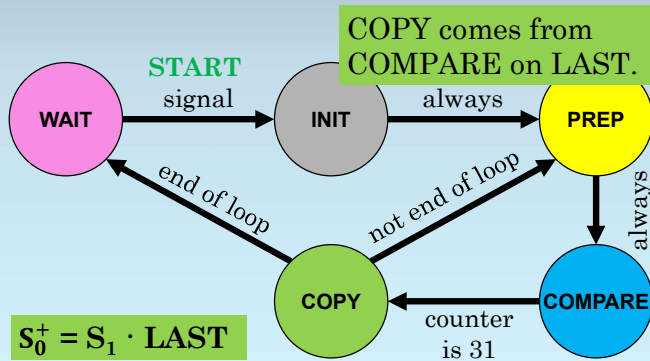 COPY comes from
COMPARE on LAST.
START
signal
always
WAIT
INIT
PREP
end of loop
not end of loop
always
COPY
COMPARE
counter
is 31
S₀⁺ = S₁ · LAST